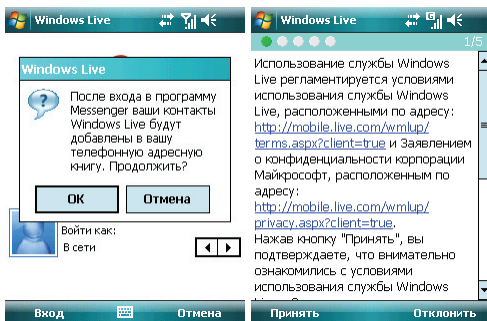 Windows Live
Windows Live
После входа в программу
Messenger ваши контакты
Windows Live будут
добавлены в вашу
телефонную адресную
книгу. Продолжить?
ОК
Отмена
Войти как:
В сети
Вход
Отмена
Windows Live
1/5
Использование службы Windows
Live регламентируется условиями
использования службы Windows
Live, расположенными по адресу:
http://mobile.live.com/wmlup/
terms.aspx?client=true и Заявлением
о конфиденциальности корпорации
Майкрософт, расположенным по
адресу:
http://mobile.live.com/wmlup/
privacy.aspx?client=true.
Нажав кнопку "Принять", вы
подтверждаете, что внимательно
ознакомились с условиями
использования службы Windows
Принять
Отклонить